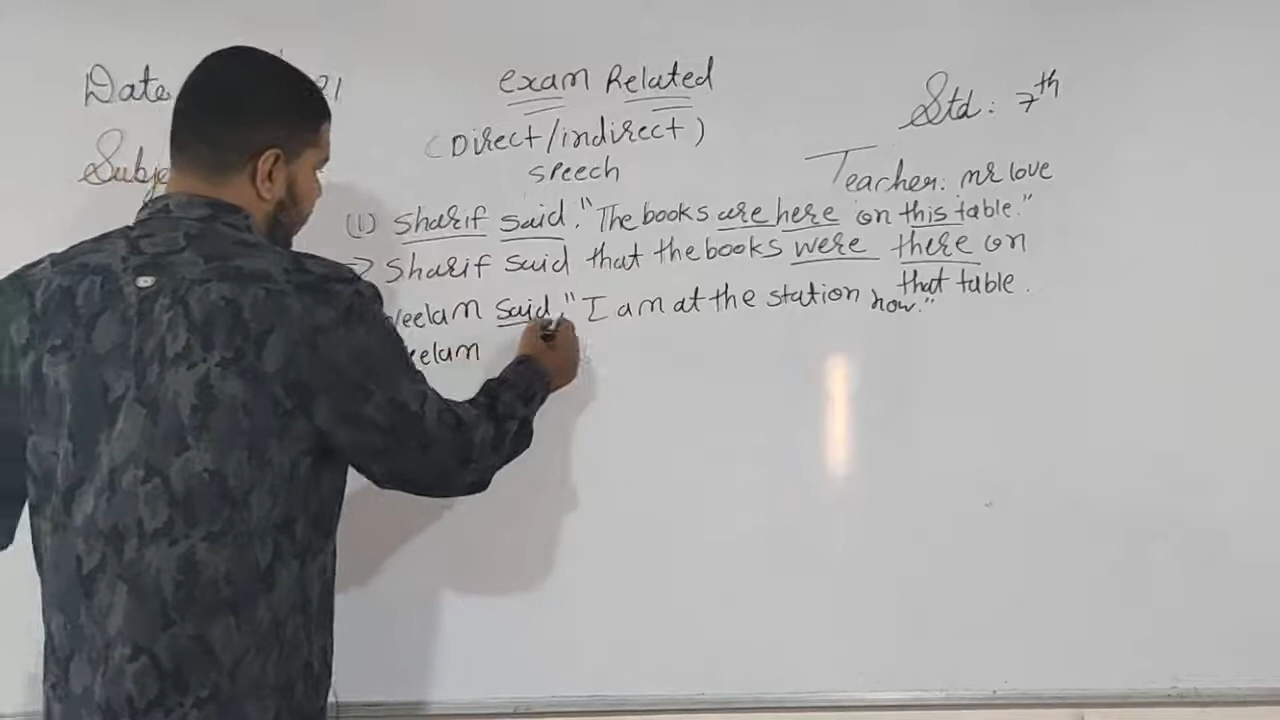 Date 21
exam Related
Std: 7th
(Direct/indirect)
speech
Subje
Teacher: mr love
(1) Sharif said, "The books are here on this table."
⇒ Sharif said that the books were there on
that table.
Neelam said, "I am at the station now."
eelam